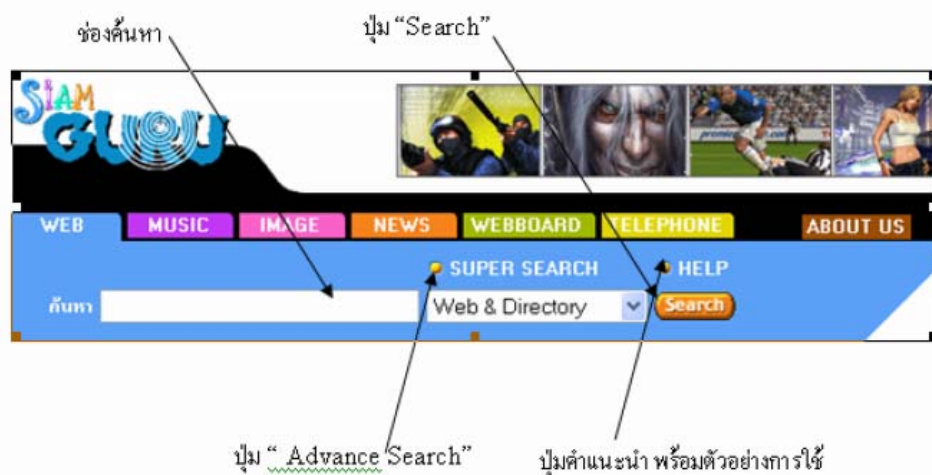 ช่องค้นหา
ปุ่ม "Search"
SIAM
GURU
WEB MUSIC IMAGE NEWS WEBBOARD TELEPHONE ABOUT US
SUPER SEARCH HELP
ค้นหา Web & Directory Search
ปุ่ม " Advance Search"
ปุ่มคำแนะนำ พร้อมตัวอย่างการใช้